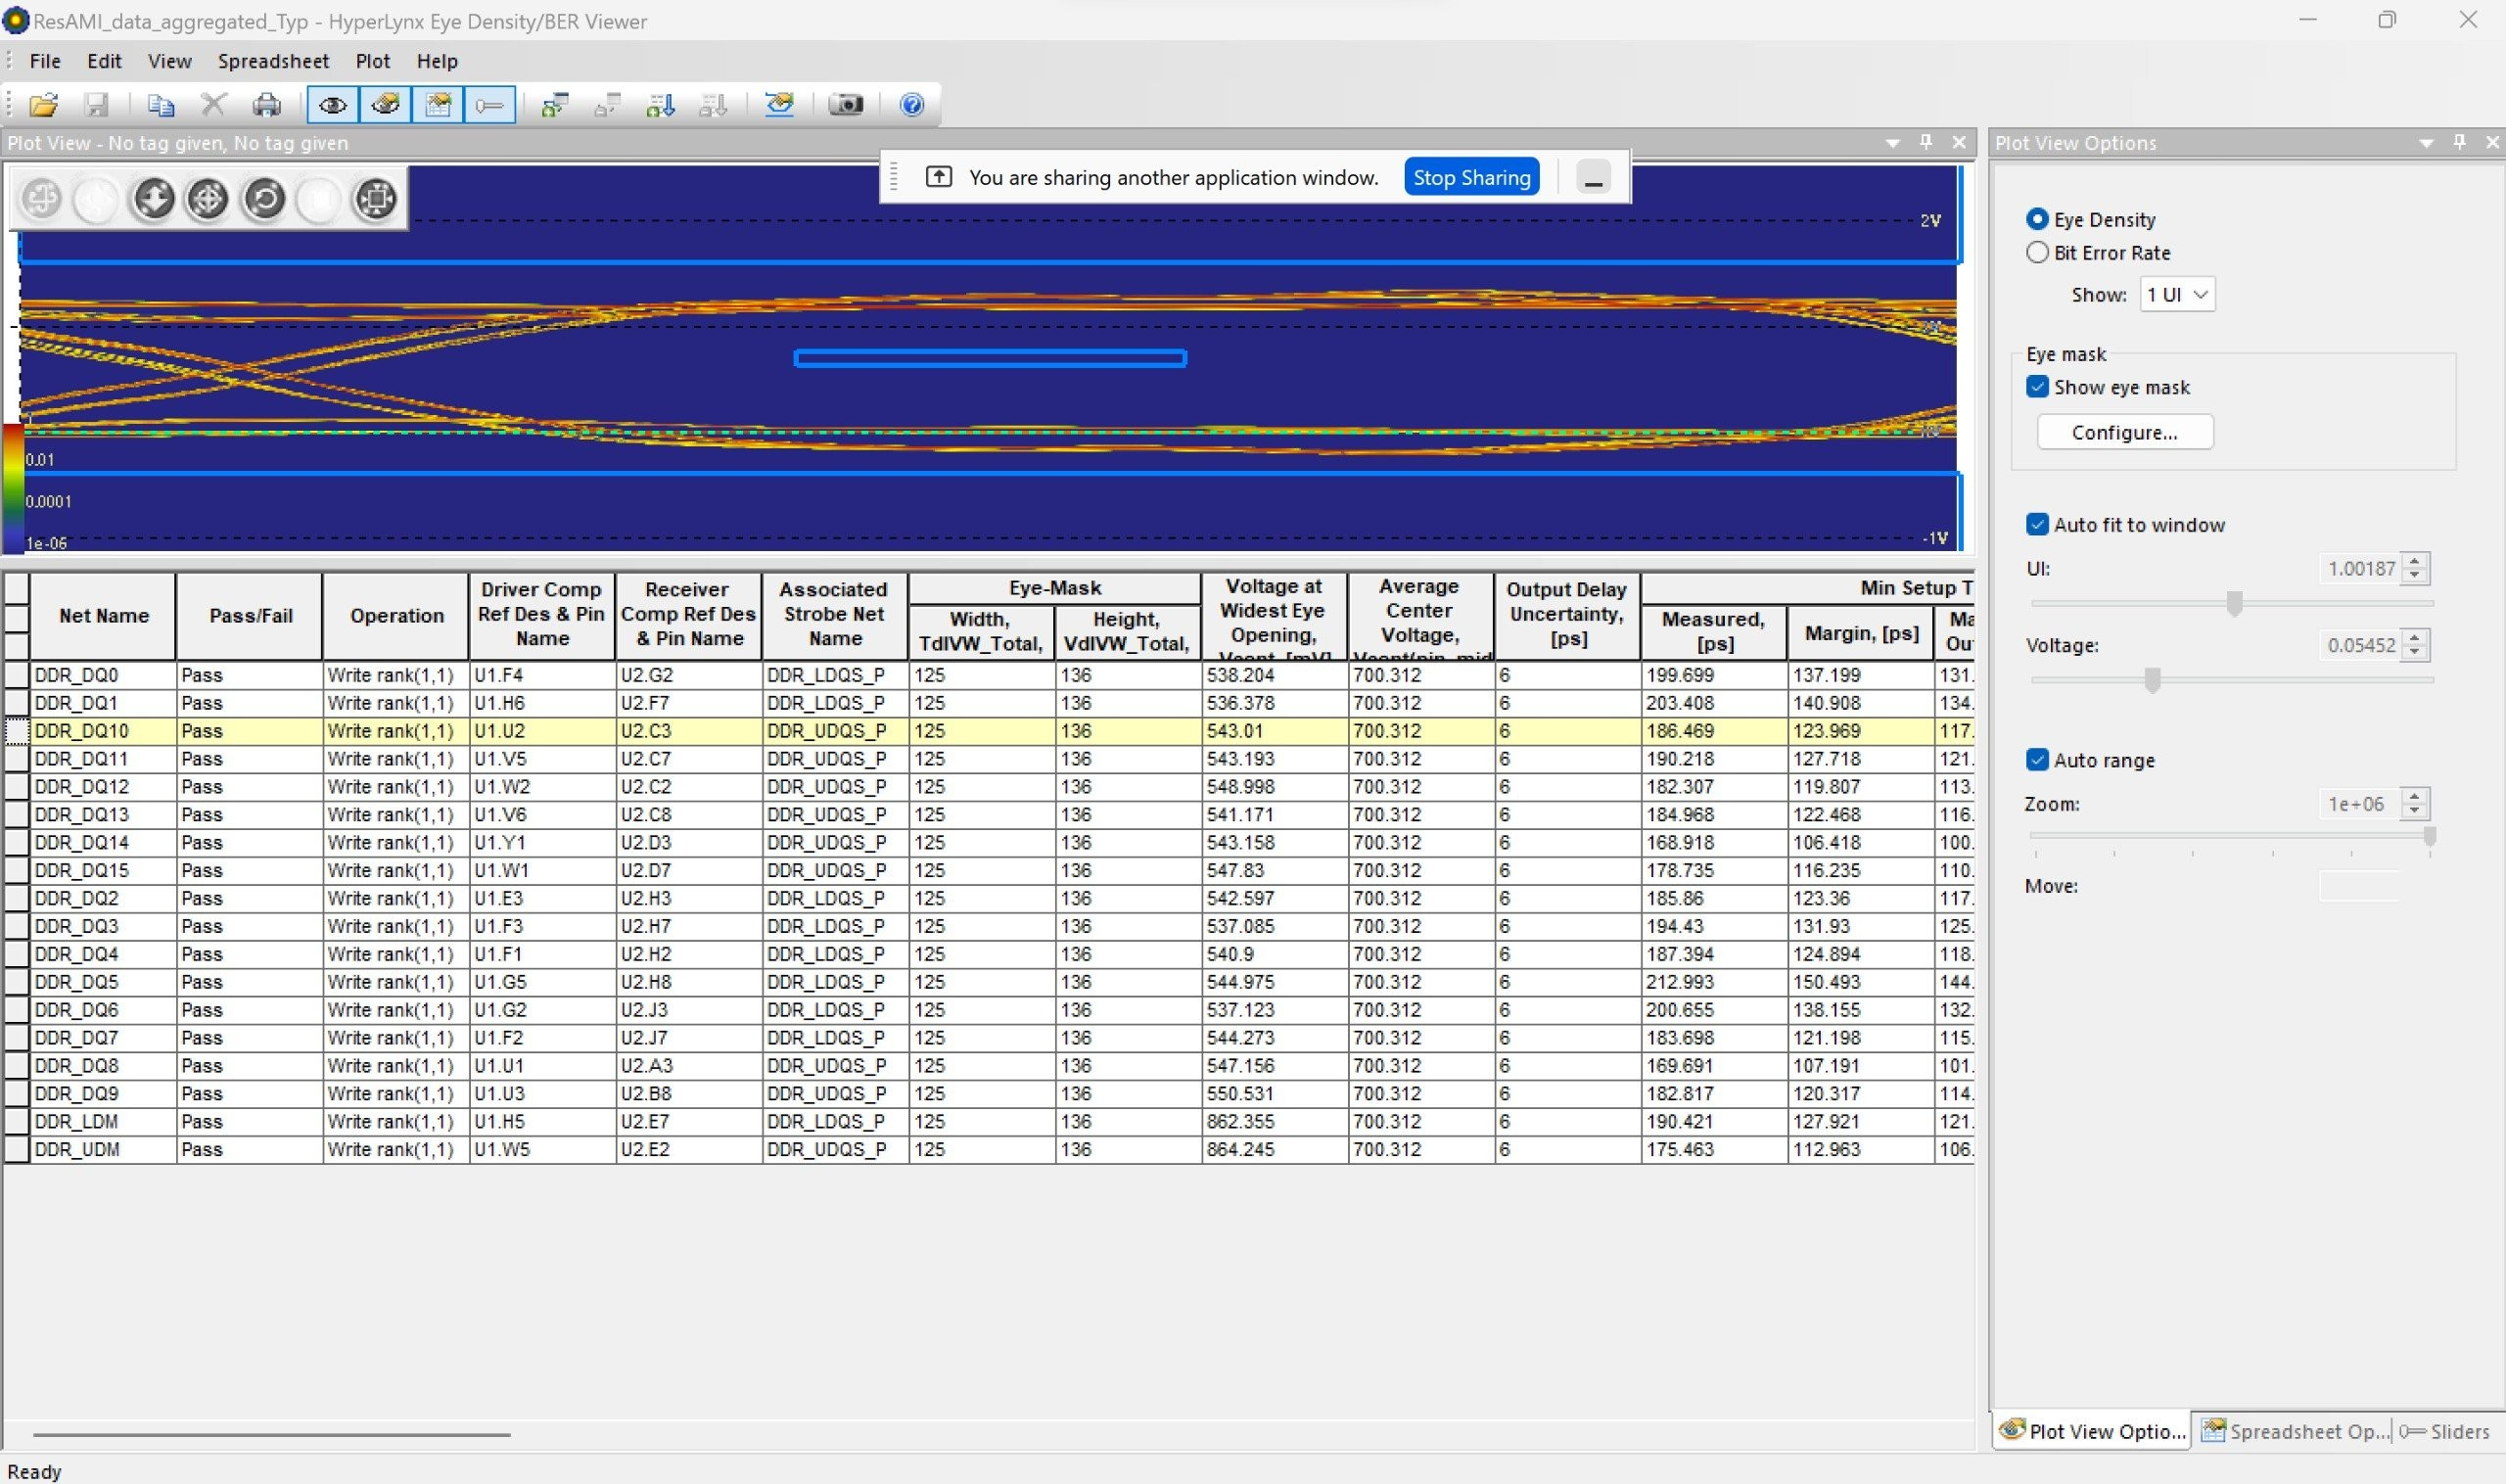 ResAMI_data_aggregated_Typ - HyperLynx Eye Density/BER Viewer
File Edit View Spreadsheet Plot Help
Plot View - No tag given, No tag given
You are sharing another application window. Stop Sharing
2V
0.01
0.0001
1e-06
-1V
Net Name Pass/Fail Operation Driver Comp Ref Des & Pin Name Receiver Comp Ref Des & Pin Name Associated Strobe Net Name Eye-Mask Width, TdIVW_Total, Height, VdIVW_Total, Voltage at Widest Eye Opening, Average Center Voltage, Output Delay Uncertainty, [ps] Min Setup T Measured, [ps] Margin, [ps] Ma Ou
DDR_DQ0 Pass Write rank(1,1) U1.F4 U2.G2 DDR_LDQS_P 125 136 538.204 700.312 6 199.699 137.199 131.
DDR_DQ1 Pass Write rank(1,1) U1.H6 U2.F7 DDR_LDQS_P 125 136 536.378 700.312 6 203.408 140.908 134.
DDR_DQ10 Pass Write rank(1,1) U1.U2 U2.C3 DDR_UDQS_P 125 136 543.01 700.312 6 186.469 123.969 117.
DDR_DQ11 Pass Write rank(1,1) U1.V5 U2.C7 DDR_UDQS_P 125 136 543.193 700.312 6 190.218 127.718 121.
DDR_DQ12 Pass Write rank(1,1) U1.W2 U2.C2 DDR_UDQS_P 125 136 548.998 700.312 6 182.307 119.807 113.
DDR_DQ13 Pass Write rank(1,1) U1.V6 U2.C8 DDR_UDQS_P 125 136 541.171 700.312 6 184.968 122.468 116.
DDR_DQ14 Pass Write rank(1,1) U1.Y1 U2.D3 DDR_UDQS_P 125 136 543.158 700.312 6 168.918 106.418 100.
DDR_DQ15 Pass Write rank(1,1) U1.W1 U2.D7 DDR_UDQS_P 125 136 547.83 700.312 6 178.735 116.235 110.
DDR_DQ2 Pass Write rank(1,1) U1.E3 U2.H3 DDR_LDQS_P 125 136 542.597 700.312 6 185.86 123.36 117.
DDR_DQ3 Pass Write rank(1,1) U1.F3 U2.H7 DDR_LDQS_P 125 136 537.085 700.312 6 194.43 131.93 125.
DDR_DQ4 Pass Write rank(1,1) U1.F1 U2.H2 DDR_LDQS_P 125 136 540.9 700.312 6 187.394 124.894 118.
DDR_DQ5 Pass Write rank(1,1) U1.G5 U2.H8 DDR_LDQS_P 125 136 544.975 700.312 6 212.993 150.493 144.
DDR_DQ6 Pass Write rank(1,1) U1.G2 U2.J3 DDR_LDQS_P 125 136 537.123 700.312 6 200.655 138.155 132.
DDR_DQ7 Pass Write rank(1,1) U1.F2 U2.J7 DDR_LDQS_P 125 136 544.273 700.312 6 183.698 121.198 115.
DDR_DQ8 Pass Write rank(1,1) U1.U1 U2.A3 DDR_UDQS_P 125 136 547.156 700.312 6 169.691 107.191 101.
DDR_DQ9 Pass Write rank(1,1) U1.U3 U2.B8 DDR_UDQS_P 125 136 550.531 700.312 6 182.817 120.317 114.
DDR_LDM Pass Write rank(1,1) U1.H5 U2.E7 DDR_LDQS_P 125 136 862.355 700.312 6 190.421 127.921 121.
DDR_UDM Pass Write rank(1,1) U1.W5 U2.E2 DDR_UDQS_P 125 136 864.245 700.312 6 175.463 112.963 106.
Plot View Options
Eye Density
Bit Error Rate
Show: 1 UI
Eye mask
Show eye mask
Configure...
Auto fit to window
UI: 1.00187
Voltage: 0.05452
Auto range
Zoom: 1e+06
Move:
Plot View Optio... Spreadsheet Op... Sliders
Ready